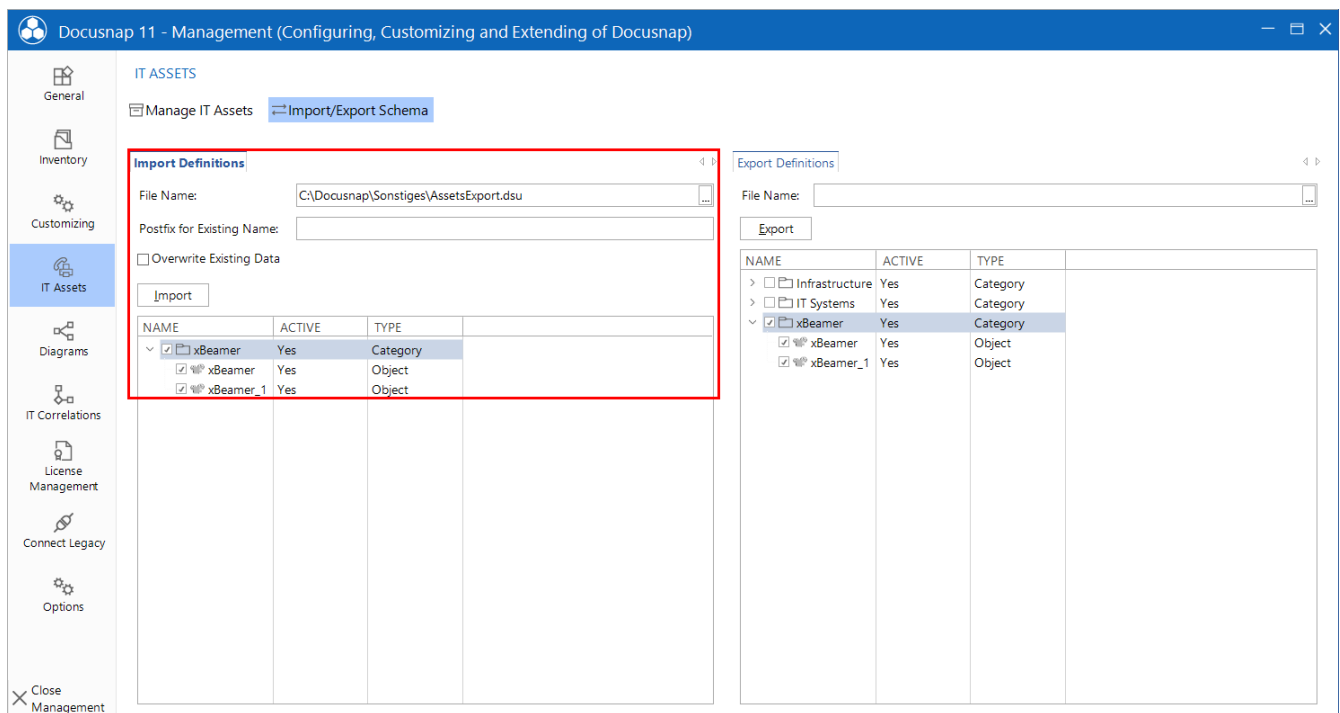 Docusnap 11 - Management (Configuring, Customizing and Extending of Docusnap)
General
Inventory
Customizing
IT Assets
Diagrams
IT Correlations
License
Management
Connect Legacy
Options
Close
Management
IT ASSETS
Manage IT Assets Import/Export Schema
Import Definitions
File Name: C:\Docusnap\Sonstiges\AssetsExport.dsu ...
Postfix for Existing Name:
Overwrite Existing Data
Import
NAME ACTIVE TYPE
xBeamer Yes Category
xBeamer Yes Object
xBeamer_1 Yes Object
Export Definitions
File Name: ...
Export
NAME ACTIVE TYPE
Infrastructure Yes Category
IT Systems Yes Category
xBeamer Yes Category
xBeamer Yes Object
xBeamer_1 Yes Object